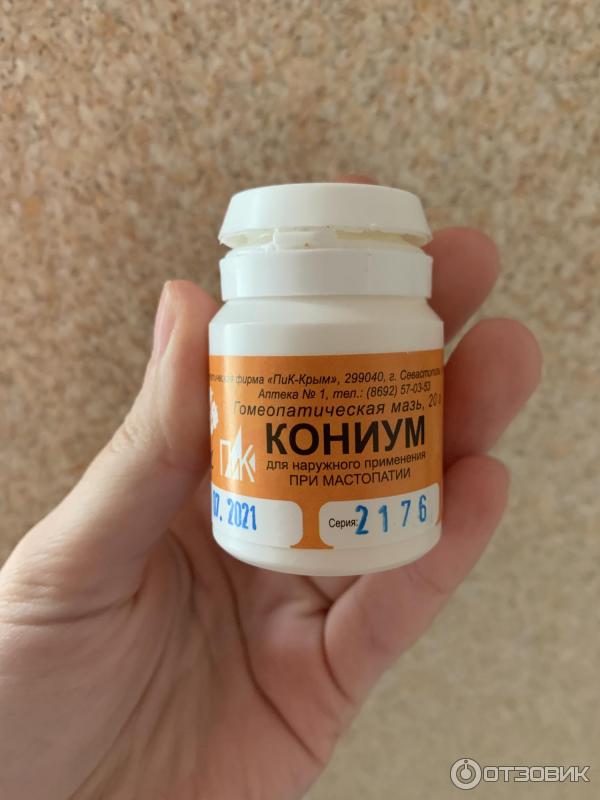 фирма «ПиК-Крым», 299040, г. Севастополь
Аптека № 1, тел.: (8692) 57-03-53
Гомеопатическая мазь, 20
КОНИУМ
ПиК
для наружного применения
ПРИ МАСТОПАТИИ
07. 2021
Серия: 2176
ОТЗОВИК